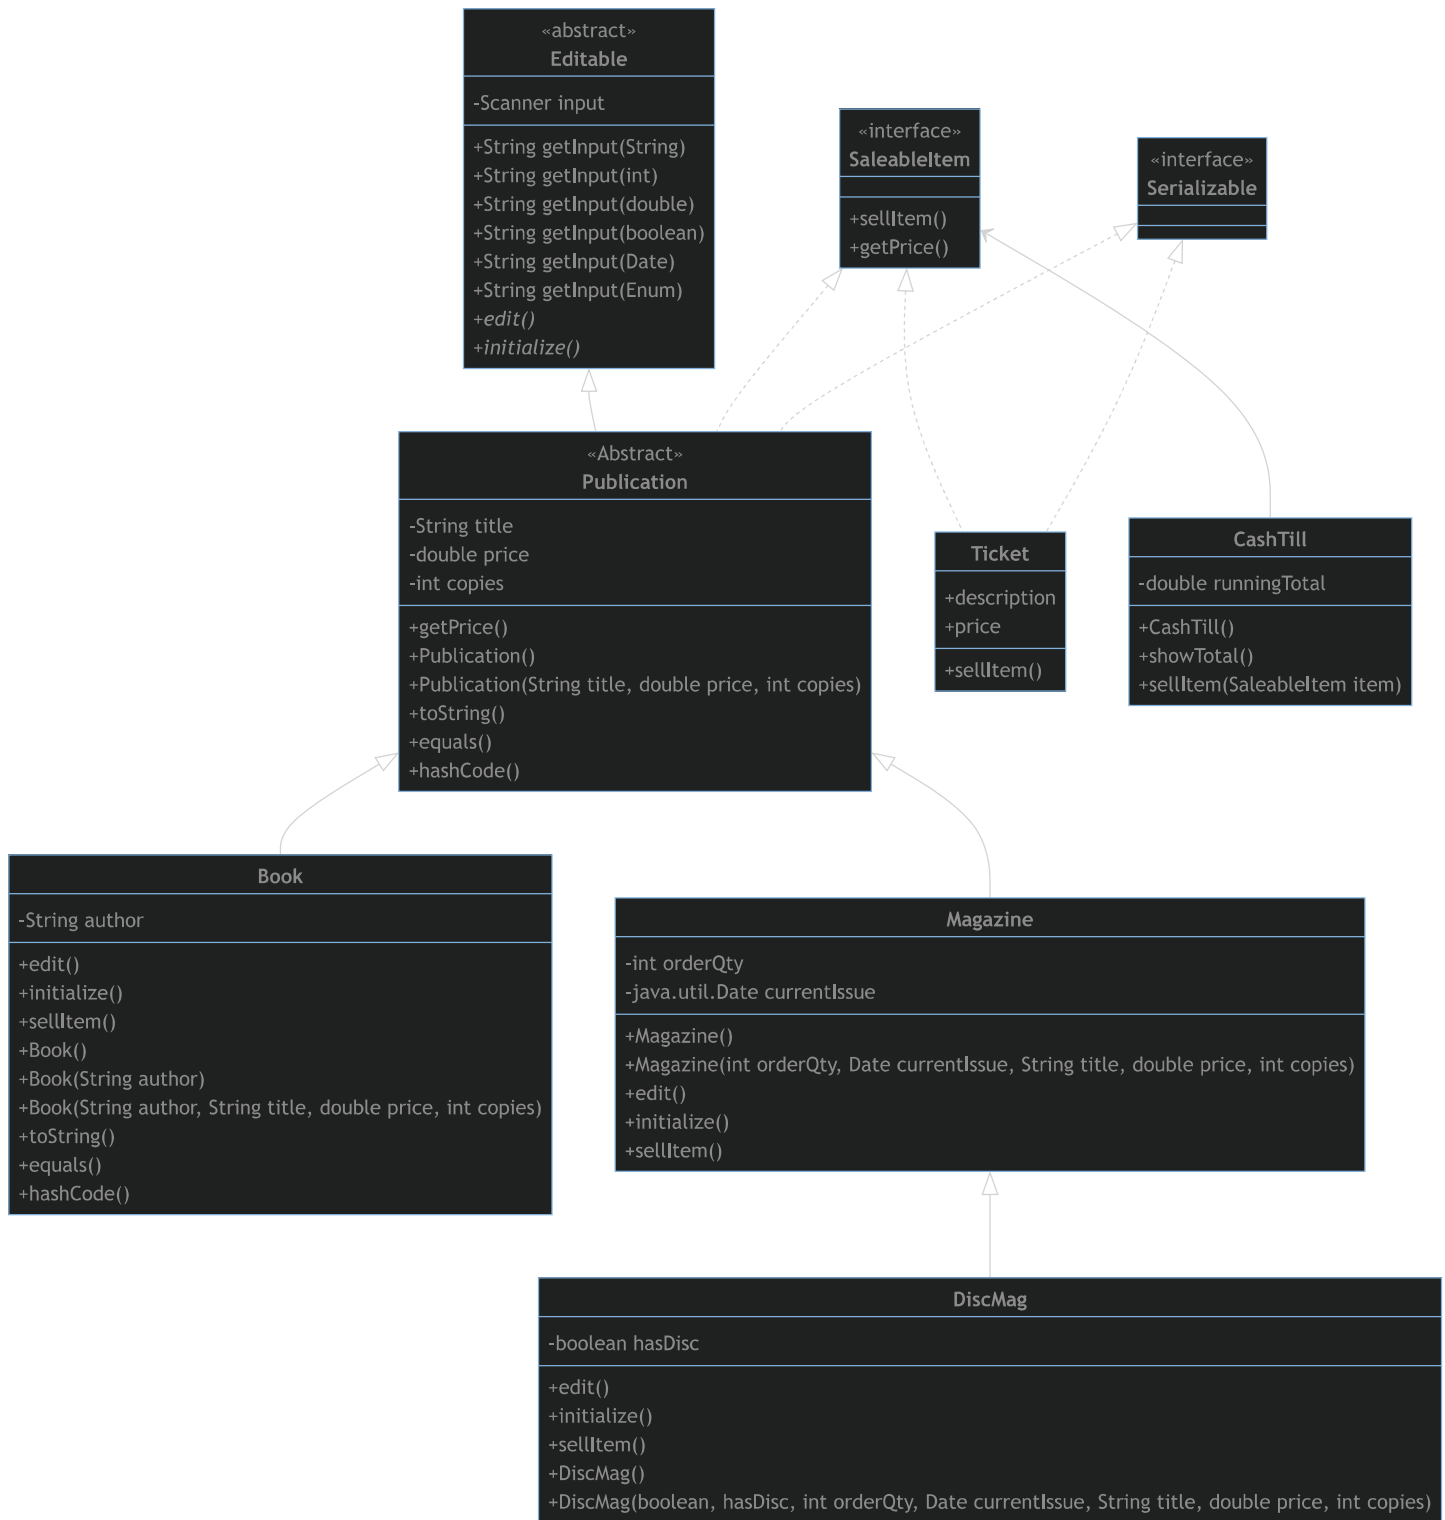 «abstract»
Editable
-Scanner input
+String getInput(String)
+String getInput(int)
+String getInput(double)
+String getInput(boolean)
+String getInput(Date)
+String getInput(Enum)
+edit()
+initialize()
«interface»
SaleableItem
+sellItem()
+getPrice()
«interface»
Serializable
«Abstract»
Publication
-String title
-double price
-int copies
+getPrice()
+Publication()
+Publication(String title, double price, int copies)
+toString()
+equals()
+hashCode()
Ticket
+description
+price
+sellItem()
CashTill
-double runningTotal
+CashTill()
+showTotal()
+sellItem(SaleableItem item)
Book
-String author
+edit()
+initialize()
+sellItem()
+Book()
+Book(String author)
+Book(String author, String title, double price, int copies)
+toString()
+equals()
+hashCode()
Magazine
-int orderQty
-java.util.Date currentIssue
+Magazine()
+Magazine(int orderQty, Date currentIssue, String title, double price, int copies)
+edit()
+initialize()
+sellItem()
DiscMag
-boolean hasDisc
+edit()
+initialize()
+sellItem()
+DiscMag()
+DiscMag(boolean, hasDisc, int orderQty, Date currentIssue, String title, double price, int copies)